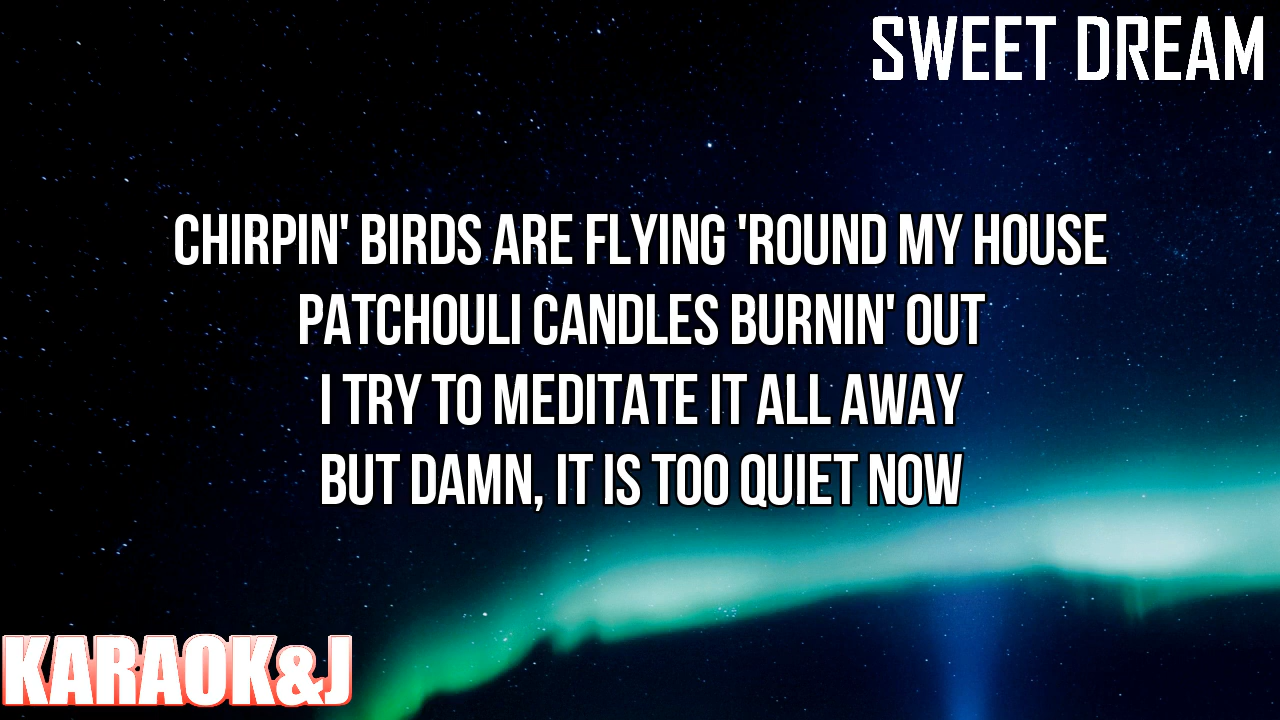 SWEET DREAM
CHIRPIN' BIRDS ARE FLYING 'ROUND MY HOUSE
PATCHOULI CANDLES BURNIN' OUT
I TRY TO MEDITATE IT ALL AWAY
BUT DAMN, IT IS TOO QUIET NOW
KARAOK&J